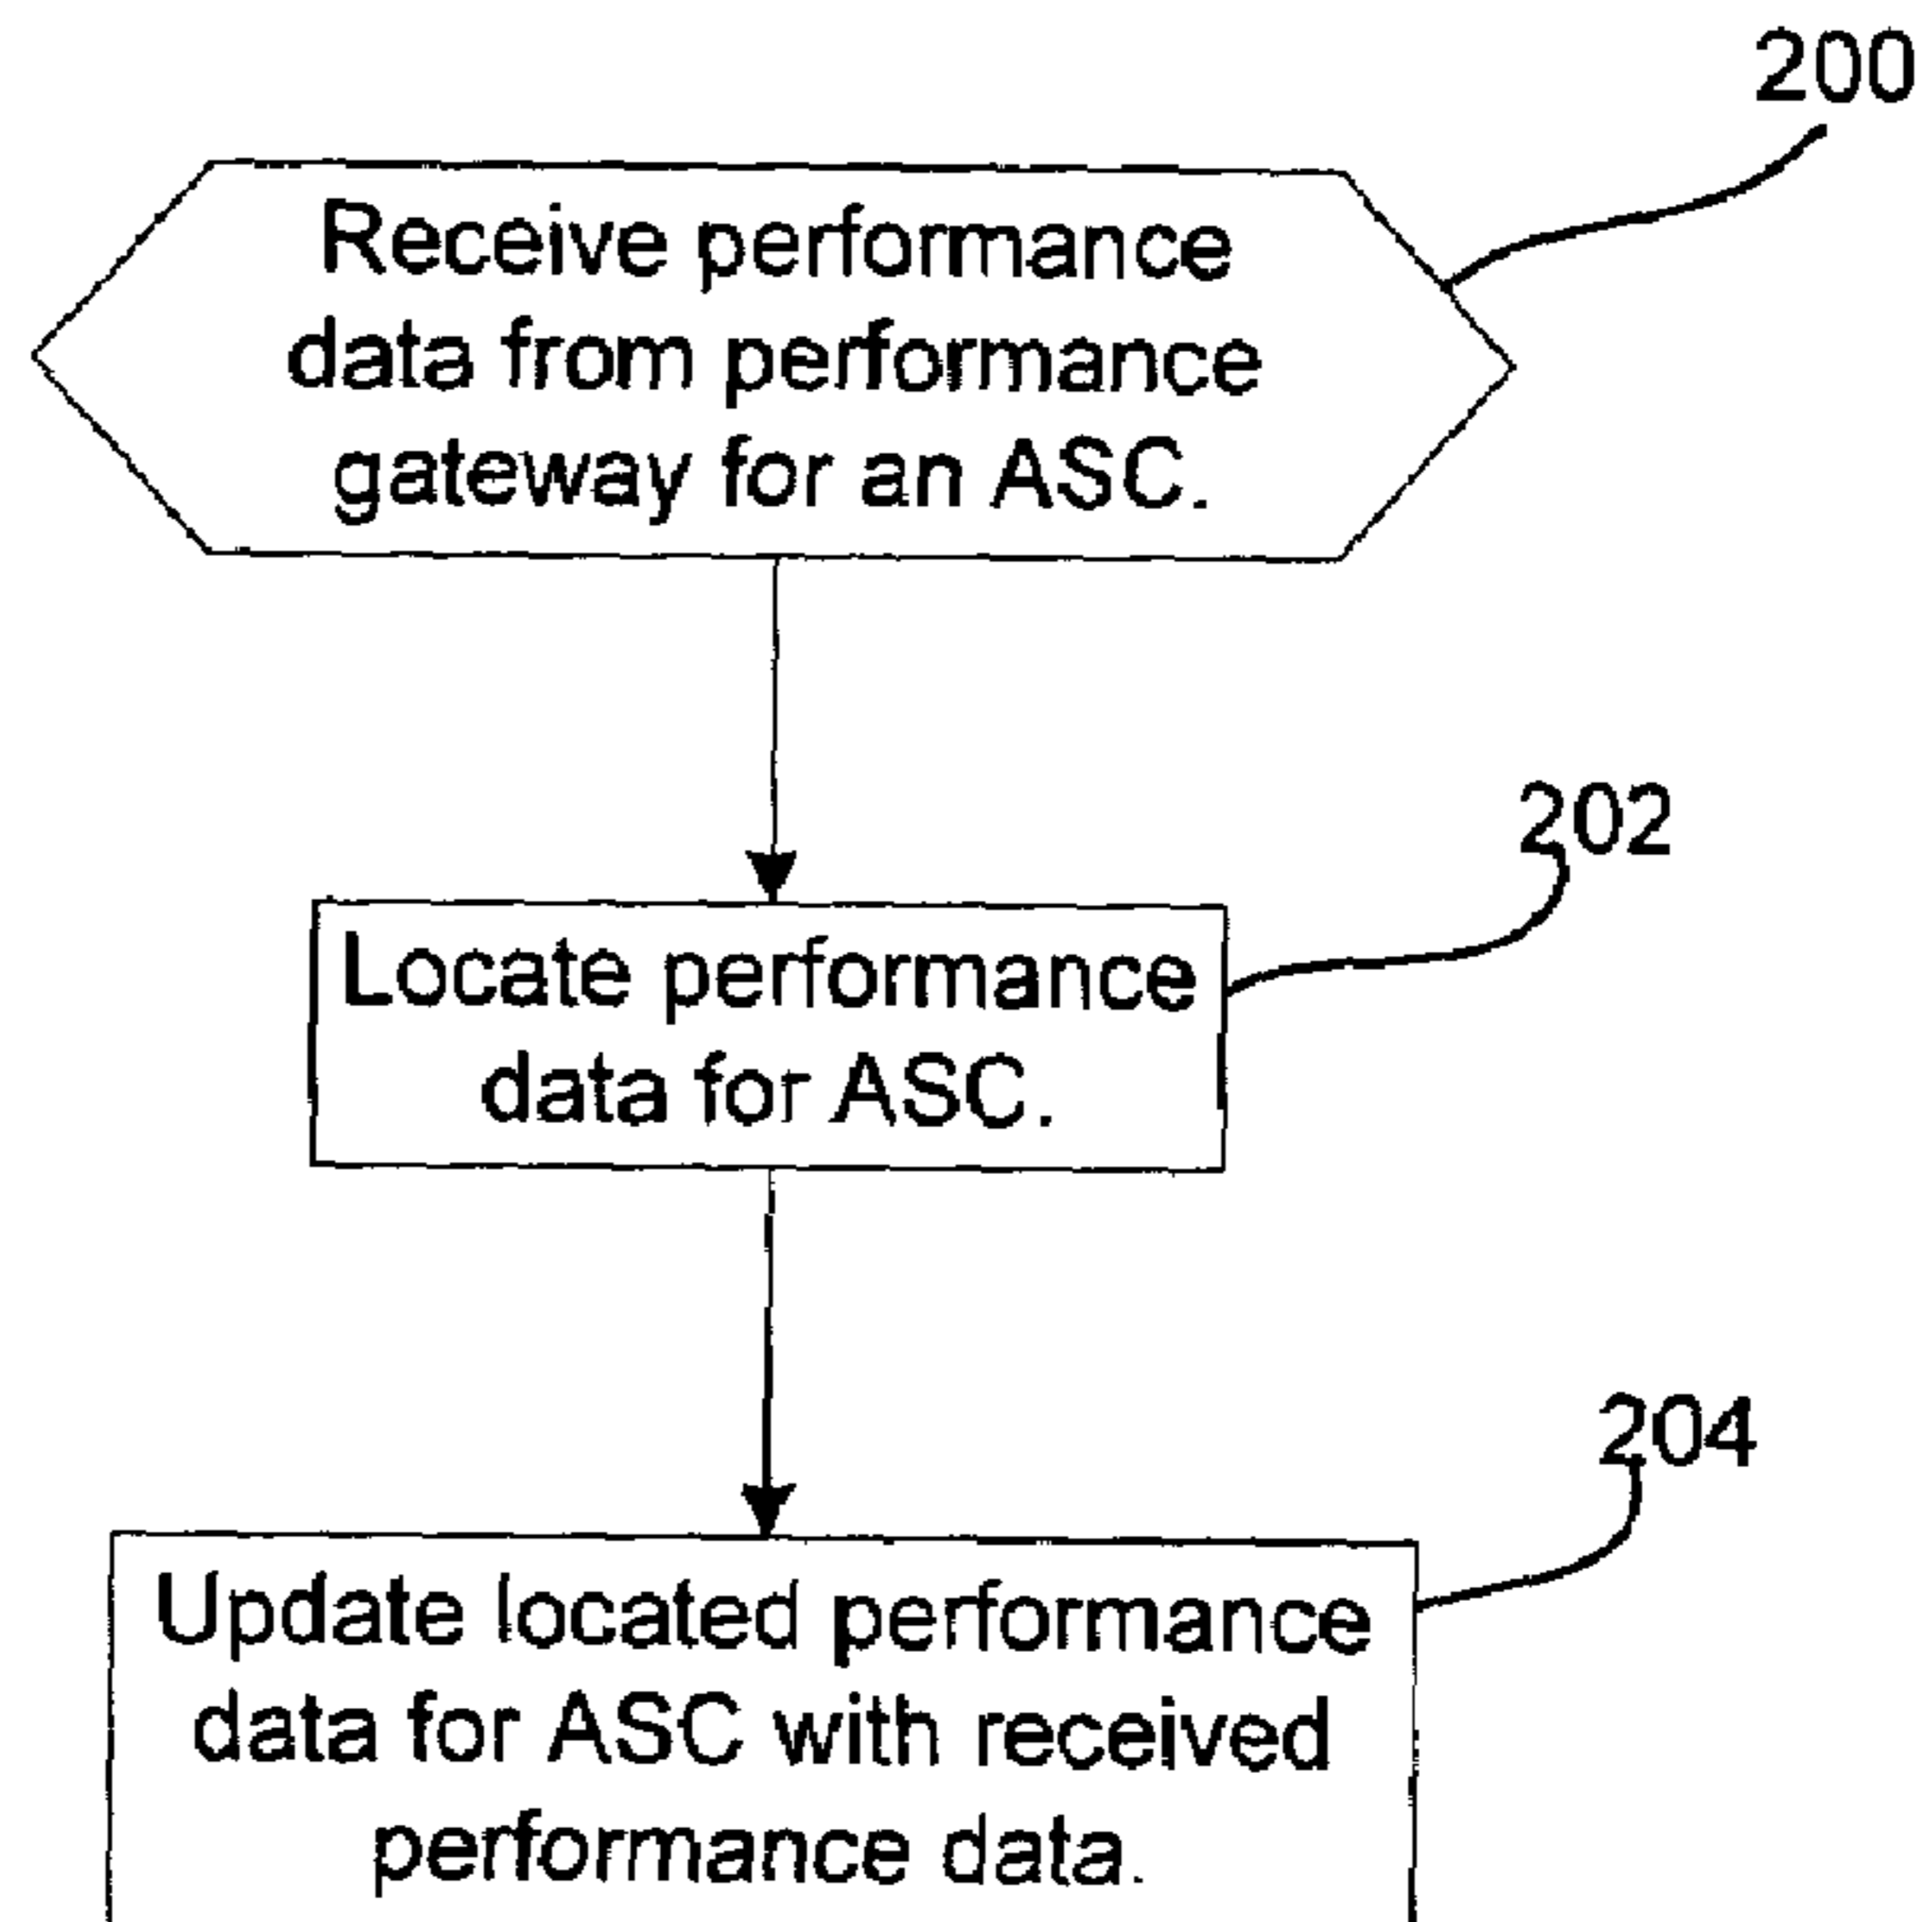 200
Receive performance
data from performance
gateway for an ASC.
202
Locate performance
data for ASC.
204
Update located performance
data for ASC with received
performance data.